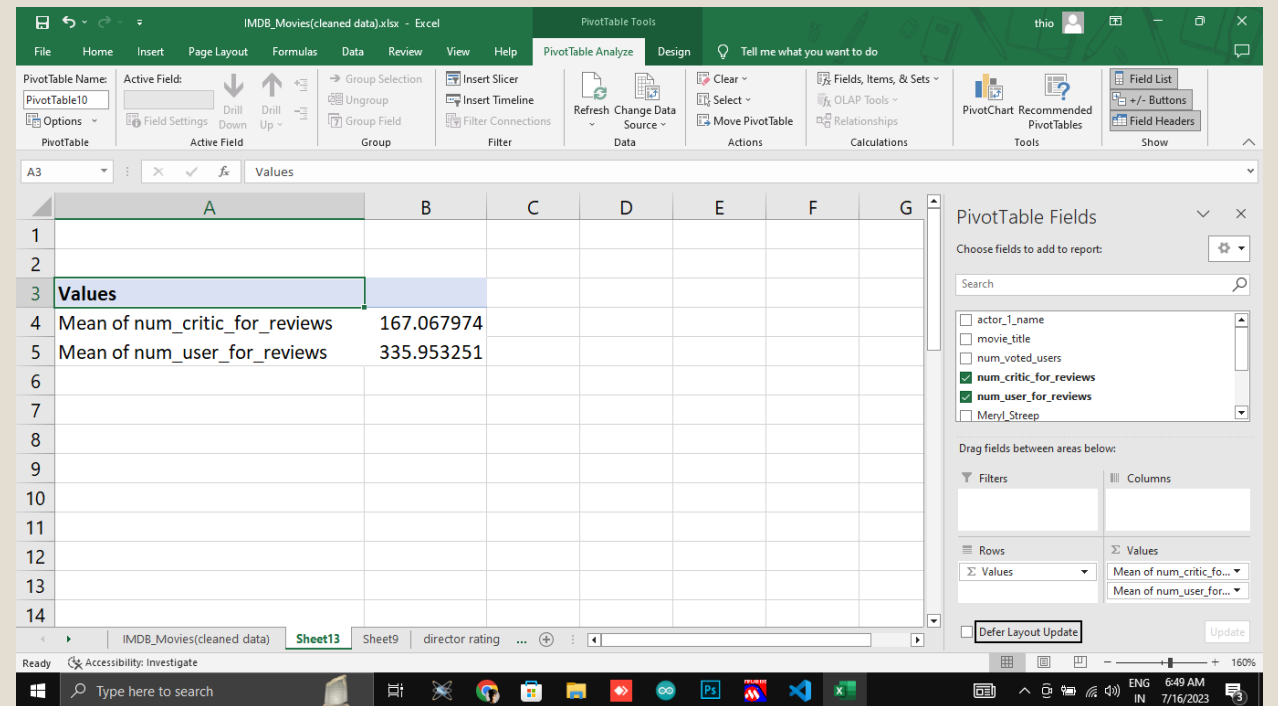 IMDB_Movies(cleaned data).xlsx - Excel
PivotTable Tools
thio
File Home Insert Page Layout Formulas Data Review View Help PivotTable Analyze Design Tell me what you want to do
PivotTable Name:
PivotTable10
Options
PivotTable
Active Field:
Field Settings
Drill Down
Drill Up
Active Field
Group Selection
Ungroup
Group Field
Group
Insert Slicer
Insert Timeline
Filter Connections
Filter
Refresh
Change Data Source
Data
Clear
Select
Move PivotTable
Actions
Fields, Items, & Sets
OLAP Tools
Relationships
Calculations
PivotChart
Recommended PivotTables
Tools
Field List
+/- Buttons
Field Headers
Show
A3 fx Values
A B C D E F G
1
2
3 Values
4 Mean of num_critic_for_reviews 167.067974
5 Mean of num_user_for_reviews 335.953251
6
7
8
9
10
11
12
13
14
PivotTable Fields
Choose fields to add to report:
Search
actor_1_name
movie_title
num_voted_users
num_critic_for_reviews
num_user_for_reviews
Meryl_Streep
Drag fields between areas below:
Filters
Columns
Rows
Σ Values
Σ Values
Mean of num_critic_fo...
Mean of num_user_for...
Defer Layout Update
Update
IMDB_Movies(cleaned data) Sheet13 Sheet9 director rating ...
Ready Accessibility: Investigate
160%
Type here to search
Ps
ENG
IN
6:49 AM
7/16/2023
3